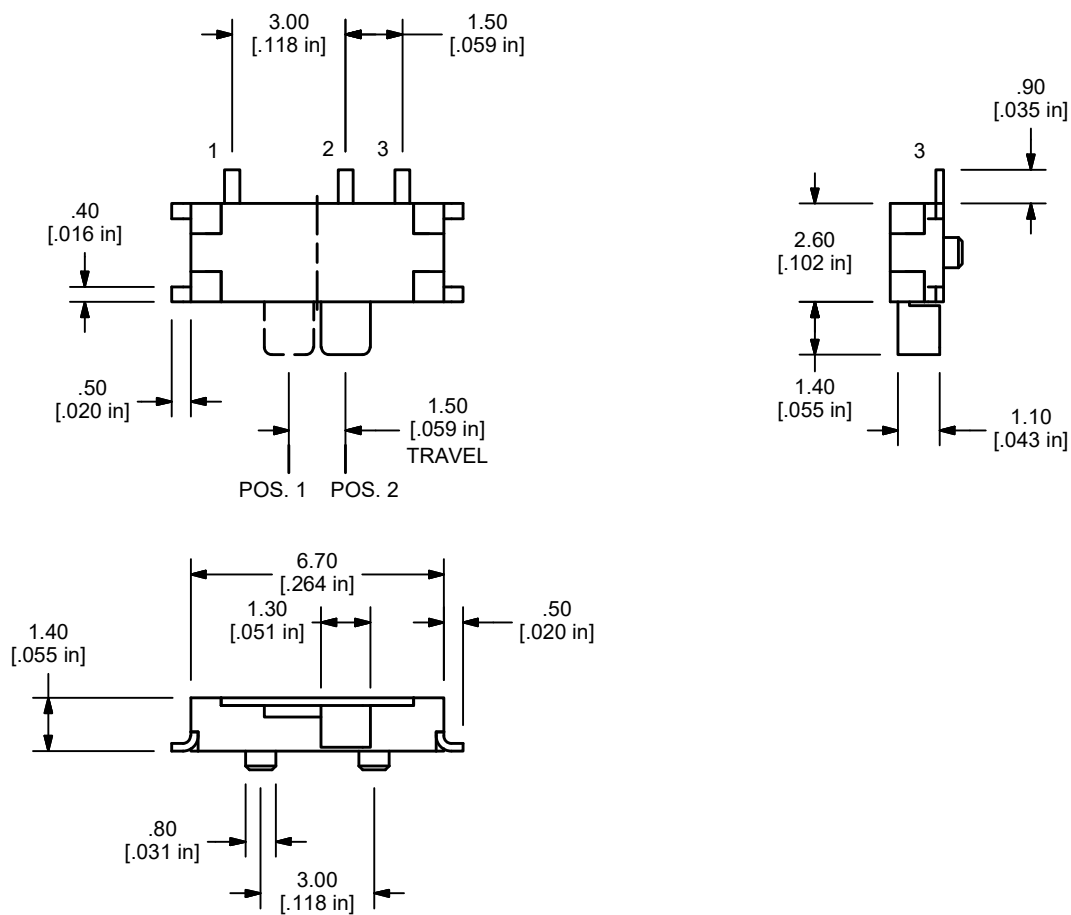 3.00
[.118 in]
1.50
[.059 in]
.90
[.035 in]
1
2
3
3
.40
[.016 in]
2.60
[.102 in]
.50
[.020 in]
1.50
[.059 in]
TRAVEL
1.40
[.055 in]
1.10
[.043 in]
POS. 1
POS. 2
6.70
[.264 in]
1.30
[.051 in]
.50
[.020 in]
1.40
[.055 in]
.80
[.031 in]
3.00
[.118 in]